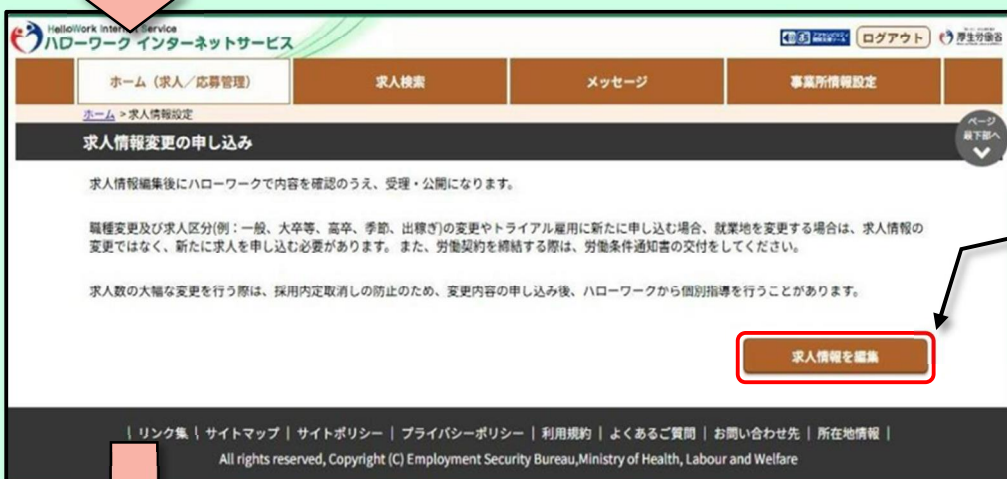 HelloWork Internet Service
ハローワーク インターネットサービス
ログアウト
厚生労働省
ホーム（求人／応募管理）
求人検索
メッセージ
事業所情報設定
ホーム > 求人情報設定
ページ
最下部へ
求人情報変更の申し込み
求人情報編集後にハローワークで内容を確認のうえ、受理・公開になります。
職種変更及び求人区分(例：一般、大卒等、高卒、季節、出稼ぎ)の変更やトライアル雇用に新たに申し込む場合、就業地を変更する場合は、求人情報の
変更ではなく、新たに求人を申し込む必要があります。また、労働契約を締結する際は、労働条件通知書の交付をしてください。
求人数の大幅な変更を行う際は、採用内定取消しの防止のため、変更内容の申し込み後、ハローワークから個別指導を行うことがあります。
求人情報を編集
| リンク集 | サイトマップ | サイトポリシー | プライバシーポリシー | 利用規約 | よくあるご質問 | お問い合わせ先 | 所在地情報 |
All rights reserved, Copyright (C) Employment Security Bureau,Ministry of Health, Labour and Welfare